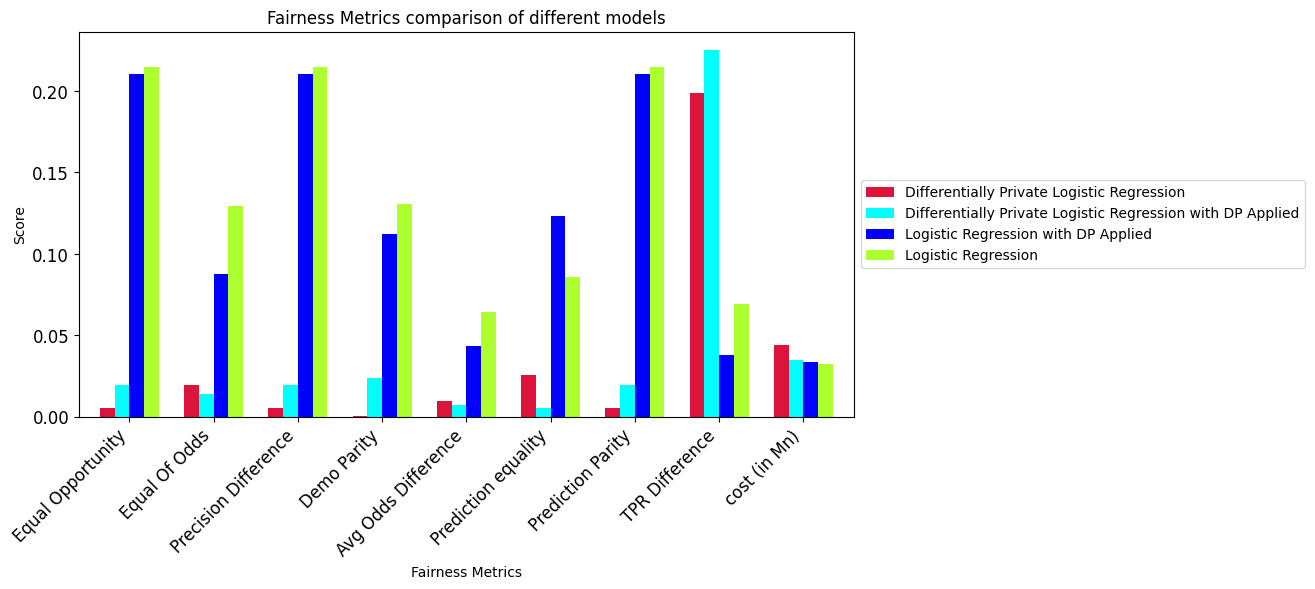 Fairness Metrics comparison of different models
Score
0.20
0.15
0.10
0.05
0.00
Differentially Private Logistic Regression
Differentially Private Logistic Regression with DP Applied
Logistic Regression with DP Applied
Logistic Regression
Equal Opportunity
Equal Of Odds
Precision Difference
Demo Parity
Avg Odds Difference
Prediction equality
Prediction Parity
TPR Difference
cost (in Mn)
Fairness Metrics